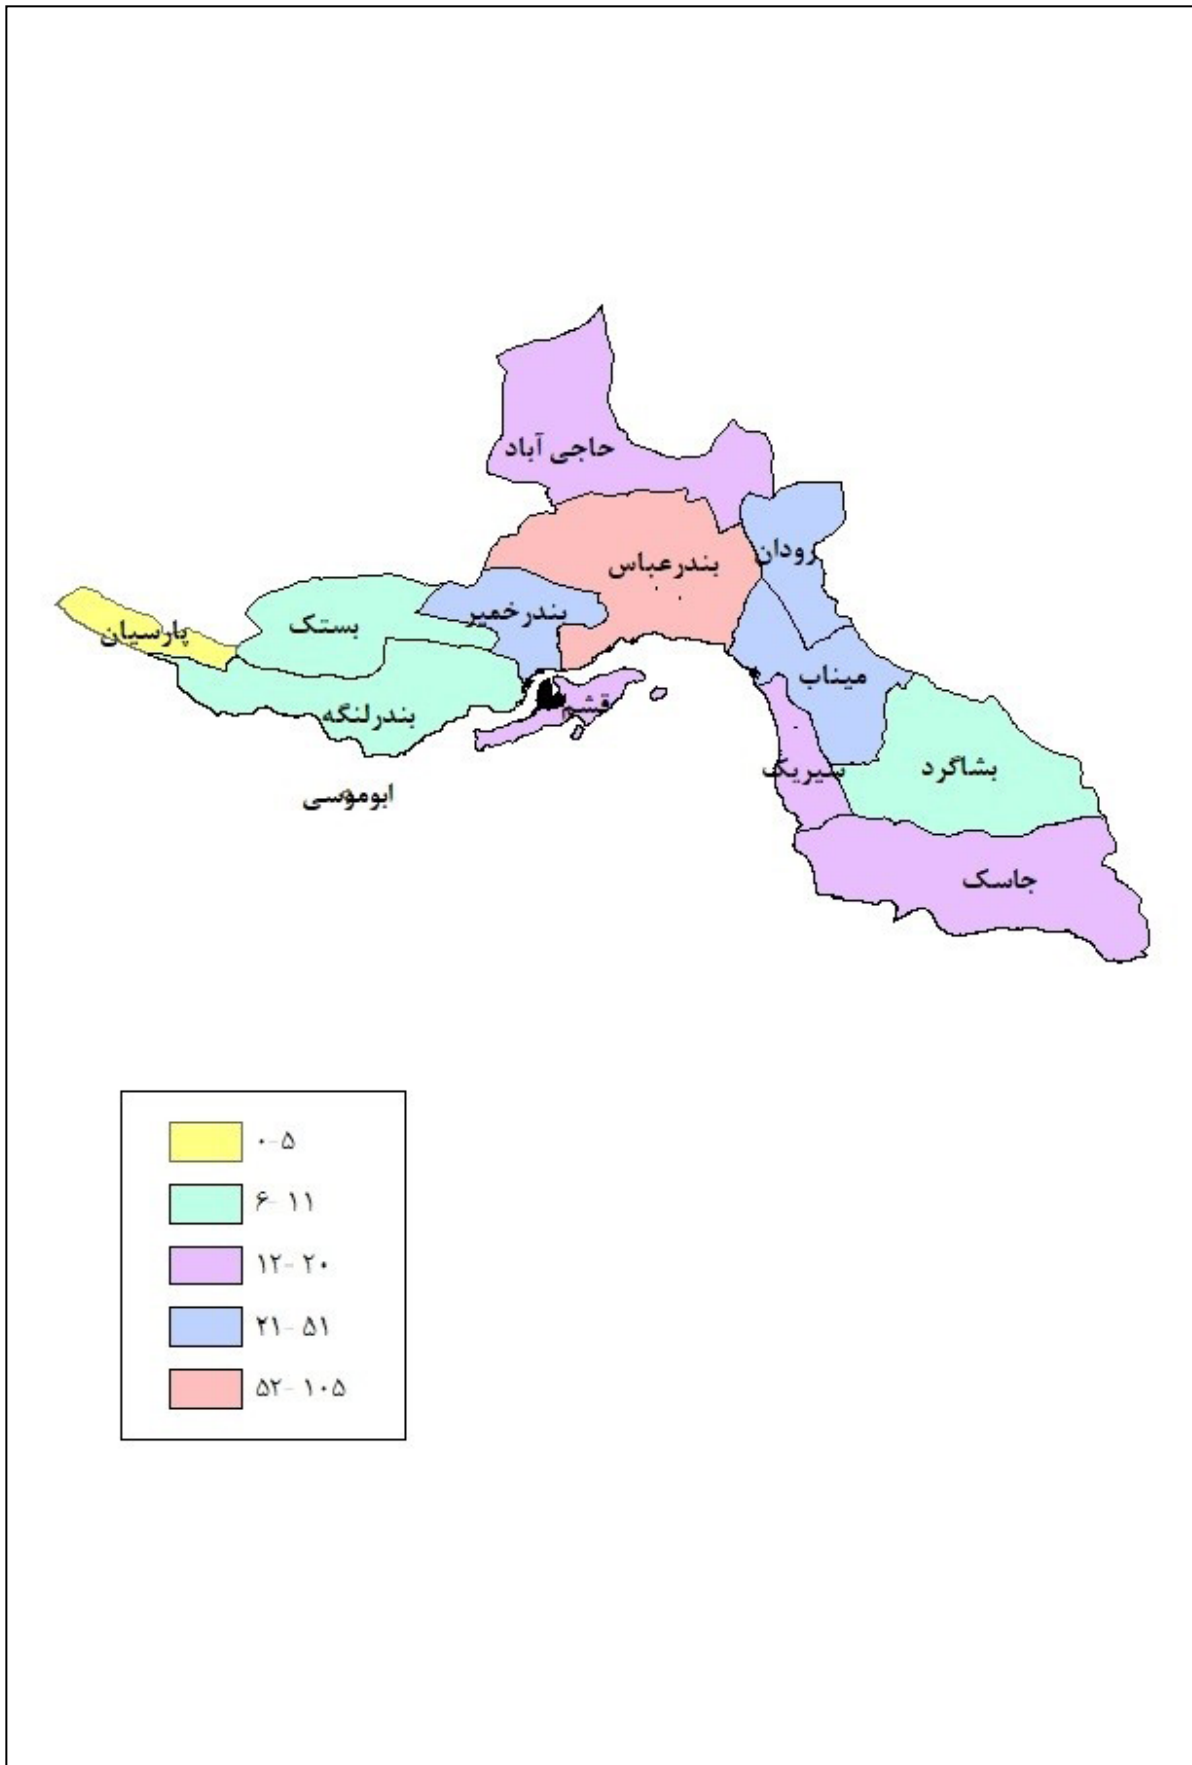 حاجی آباد
رودان
بندرعباس
بندرخمیر
بستک
پارسیان
میناب
قشم
بندرلنگه
سیریک
بشاگرد
ابوموسی
جاسک
۰-۵
۶-۱۱
۱۲-۲۰
۲۱-۵۱
۵۲-۱۰۵